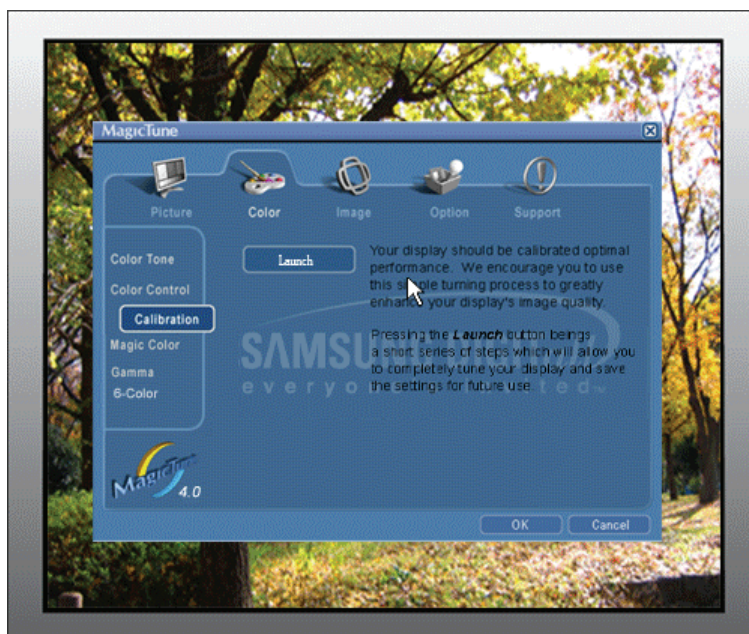 MagicTune
Picture
Color
Image
Option
Support
Color Tone
Color Control
Calibration
Magic Color
Gamma
6-Color
Launch
Your display should be calibrated optimal
performance. We encourage you to use
this simple turning process to greatly
enhance your display's image quality.
Pressing the Launch button beings
a short series of steps which will allow you
to completely tune your display and save
the settings for future use.
MagicTune
4.0
OK
Cancel